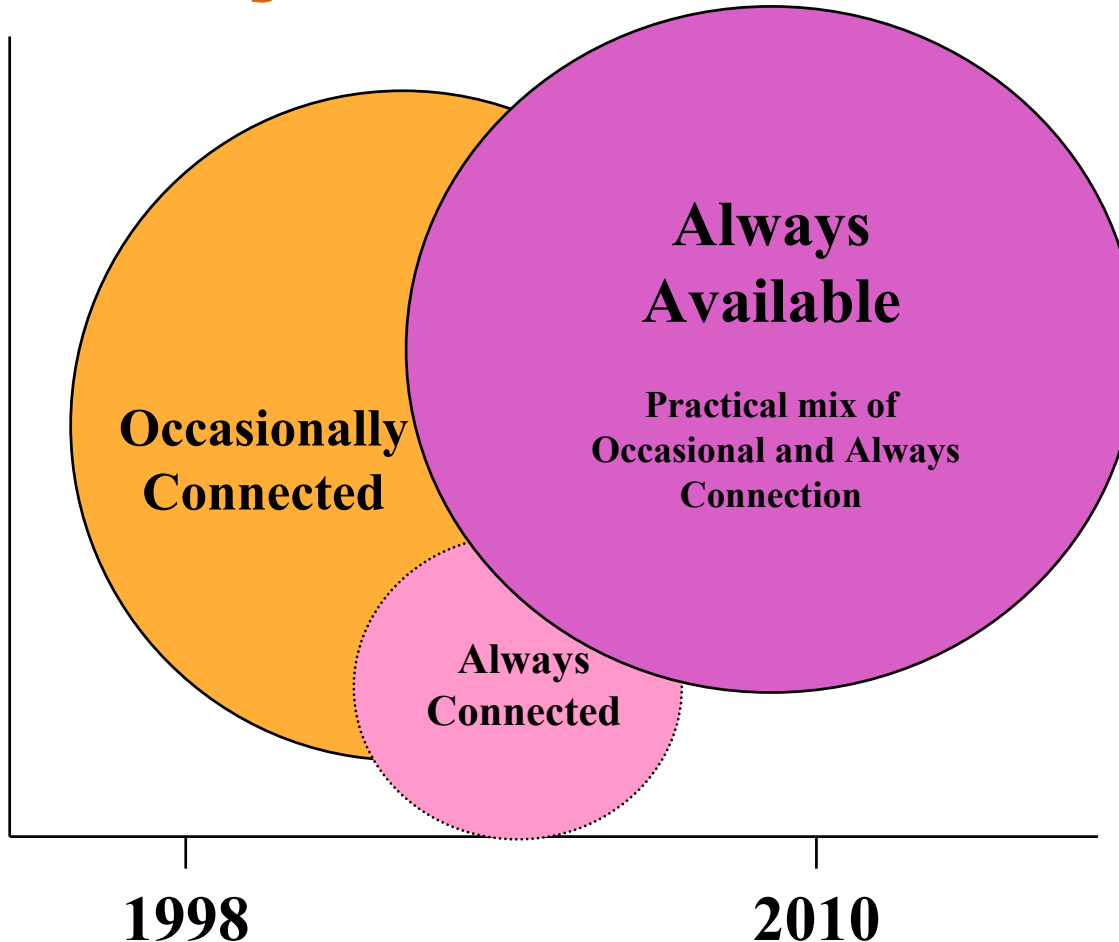 Always
Available
Practical mix of
Occasional and Always
Connection
Occasionally
Connected
Always
Connected
1998
2010